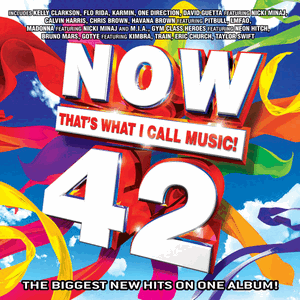 INCLUDES KELLY CLARKSON, FLO RIDA, KARMIN, ONE DIRECTION, DAVID GUETTA FEATURING NICKI MINAJ,
CALVIN HARRIS, CHRIS BROWN, HAVANA BROWN FEATURING PITBULL, LMFAO,
MADONNA FEATURING NICKI MINAJ AND M.I.A., GYM CLASS HEROES FEATURING NEON HITCH,
BRUNO MARS, GOTYE FEATURING KIMBRA, TRAIN, ERIC CHURCH, TAYLOR SWIFT
NOW
THAT'S WHAT I CALL MUSIC!
42
THE BIGGEST NEW HITS ON ONE ALBUM!